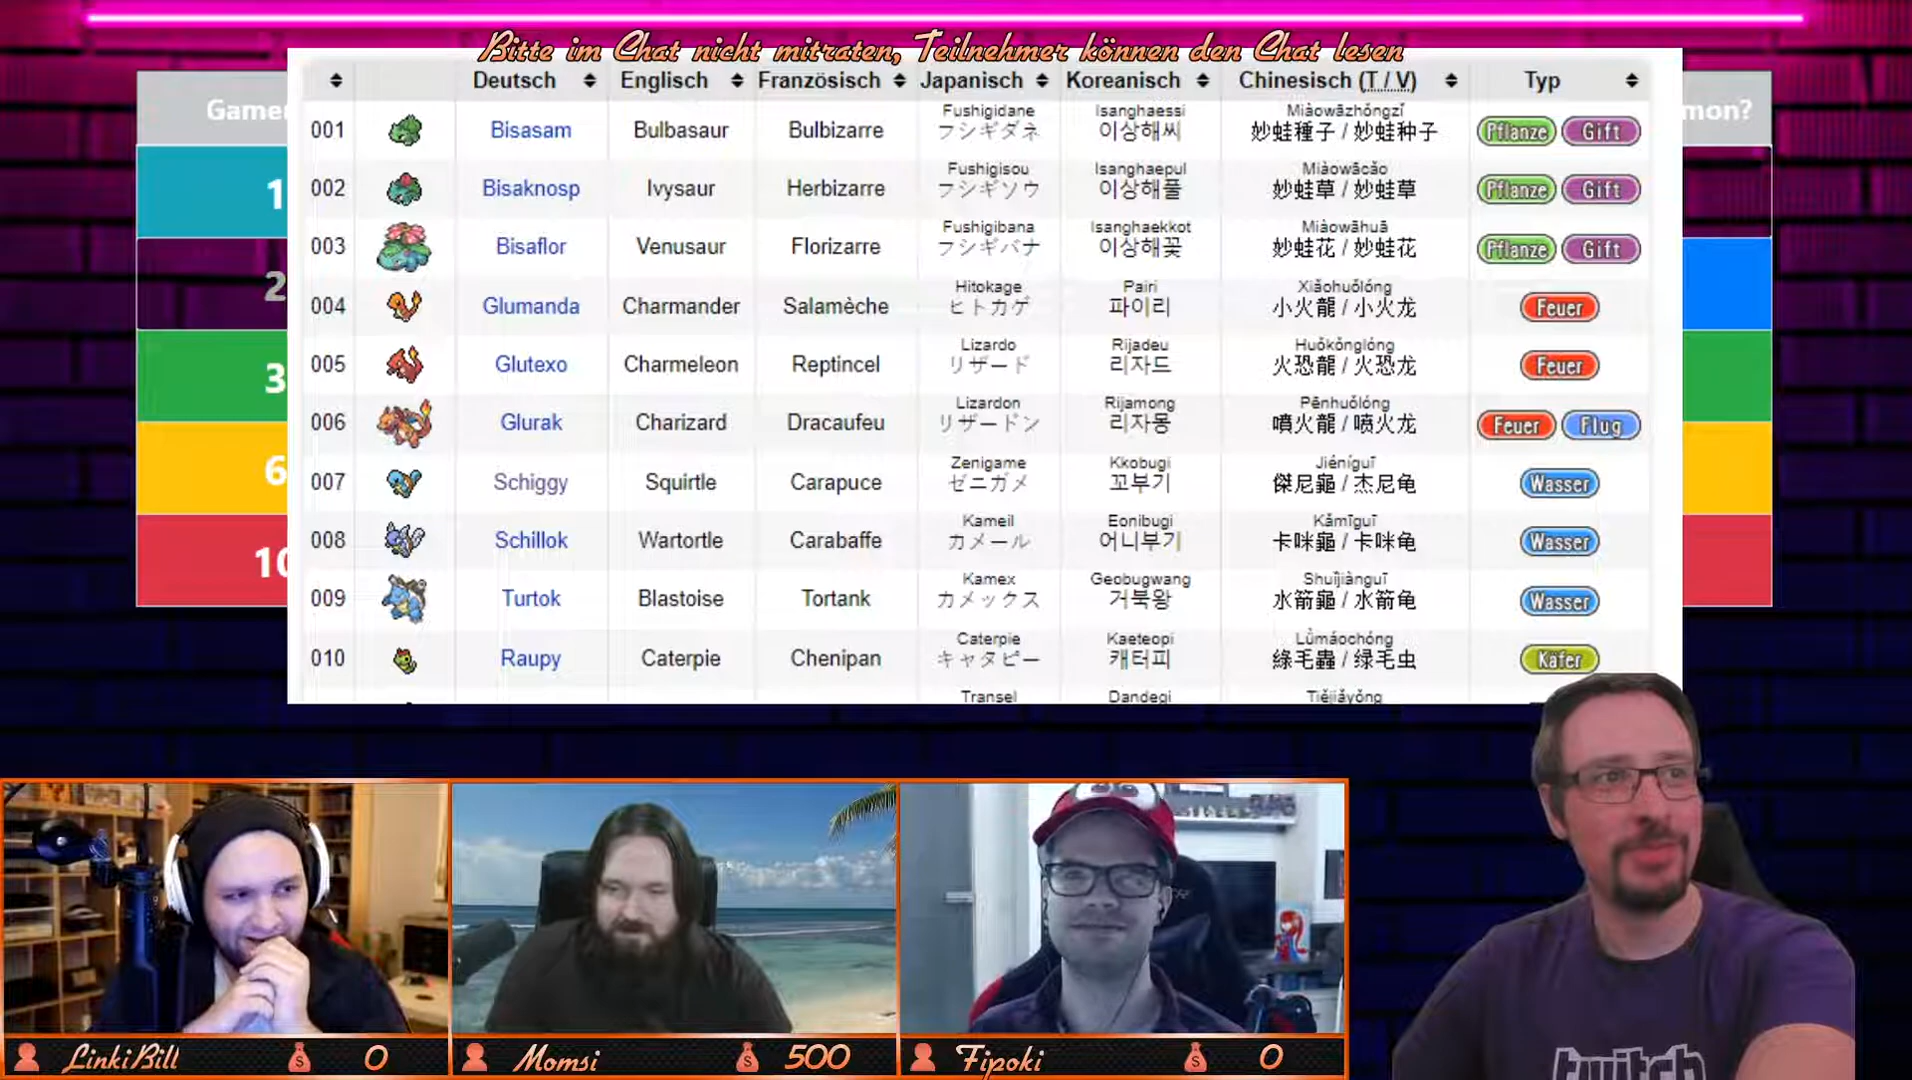 Bitte im Chat nicht mitraten, Teilnehmer können den Chat lesen
Deutsch Englisch Französisch Japanisch Koreanisch Chinesisch (T / V) Typ
mon?
Fushigidane Isanghaessi Miàowāzhǒngzǐ
001 Bisasam Bulbasaur Bulbizarre フシギダネ 이상해씨 妙蛙種子 / 妙蛙种子 Pflanze Gift
1
Fushigisou Isanghaepul Miàowācǎo
002 Bisaknosp Ivysaur Herbizarre フシギソウ 이상해풀 妙蛙草 / 妙蛙草 Pflanze Gift
Fushigibana Isanghaekkot Miàowāhuā
003 Bisaflor Venusaur Florizarre フシギバナ 이상해꽃 妙蛙花 / 妙蛙花 Pflanze Gift
2
Hitokage Pairi Xiǎohuǒlóng
004 Glumanda Charmander Salamèche ヒトカゲ 파이리 小火龍 / 小火龙 Feuer
Lizardo Rijadeu Huǒkǒnglóng
005 Glutexo Charmeleon Reptincel リザード 리자드 火恐龍 / 火恐龙 Feuer
3
Lizardon Rijamong Pēnhuǒlóng
006 Glurak Charizard Dracaufeu リザードン 리자몽 噴火龍 / 喷火龙 Feuer Flug
6
Zenigame Kkobugi Jiéníguī
007 Schiggy Squirtle Carapuce ゼニガメ 꼬부기 傑尼龜 / 杰尼龟 Wasser
Kameil Eonibugi Kǎmīguī
008 Schillok Wartortle Carabaffe カメール 어니부기 卡咪龜 / 卡咪龟 Wasser
10
Kamex Geobugwang Shuǐjiànguī
009 Turtok Blastoise Tortank カメックス 거북왕 水箭龜 / 水箭龟 Wasser
Caterpie Kaeteopi Lǜmáochóng
010 Raupy Caterpie Chenipan キャタピー 캐터피 綠毛蟲 / 绿毛虫 Käfer
Transel Dandegi Tiějiǎyǒng
twitch
LinkiBill 0 Momsi 500 Fipoki 0